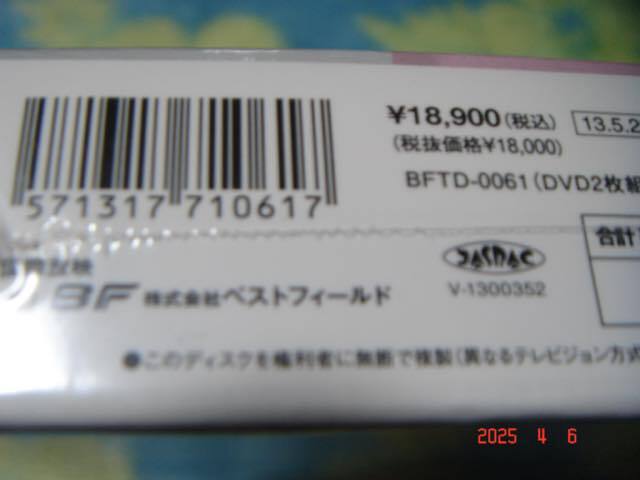 ¥18,900(税込) 13.5.2
(税抜価格¥18,000)
571317 710617
BFTD-0061(DVD2枚組
合計
JASRAC
V-1300352
BF 株式会社ベストフィールド
●このディスクを権利者に無断で複製(異なるテレビジョン方式
2025 4 6